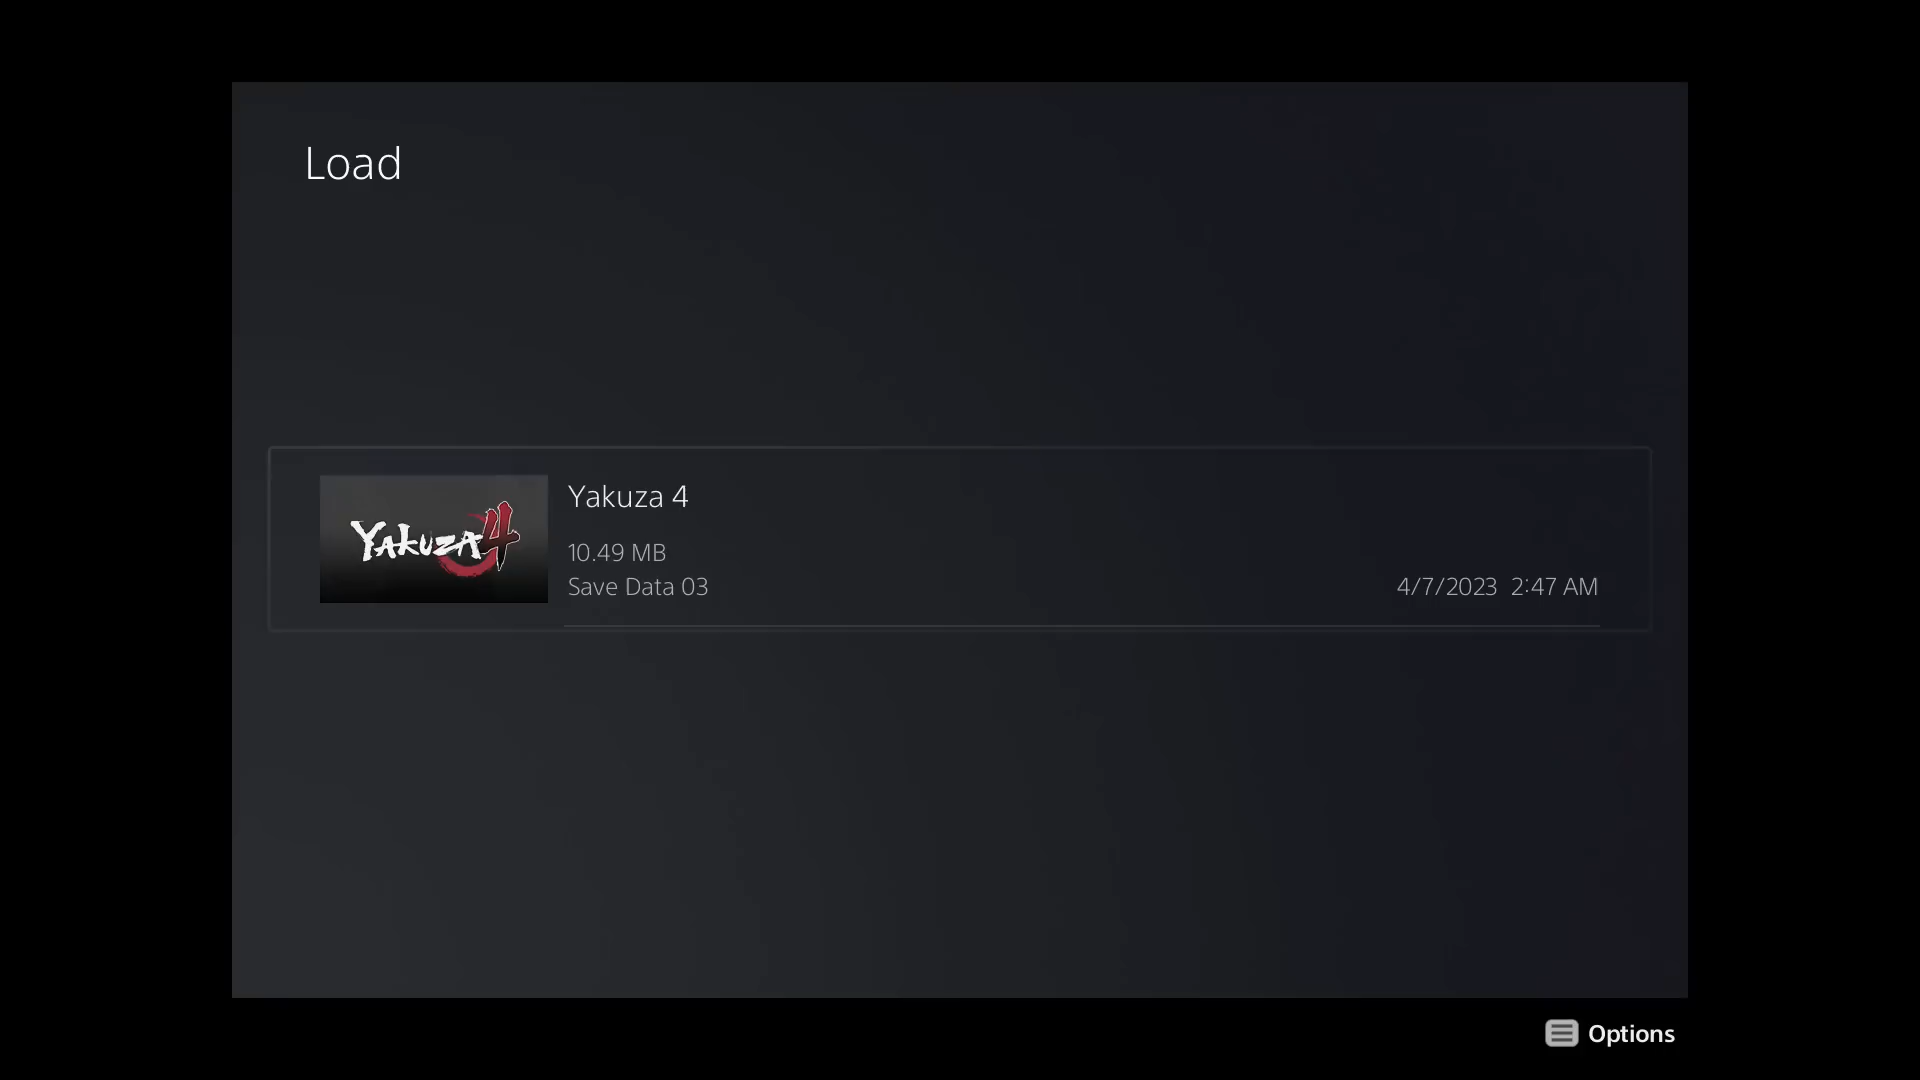 Load
Yakuza 4
Yakuza 4
10.49 MB
Save Data 03
4/7/2023 2:47 AM
Options